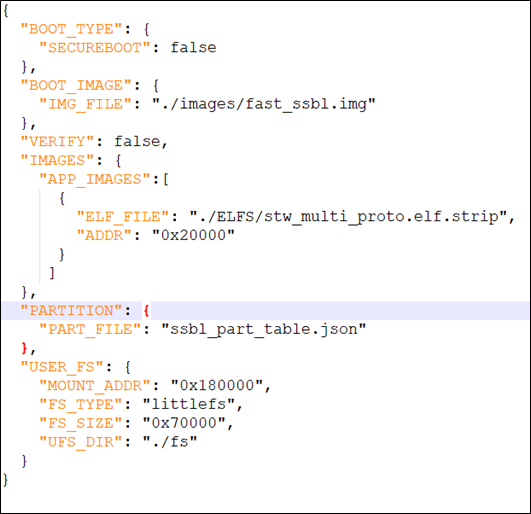 {
  "BOOT_TYPE": {
    "SECUREBOOT": false
  },
  "BOOT_IMAGE": {
    "IMG_FILE": "./images/fast_ssbl.img"
  },
  "VERIFY": false,
  "IMAGES": {
    "APP_IMAGES":[
      {
        "ELF_FILE": "./ELFS/stw_multi_proto.elf.strip",
        "ADDR": "0x20000"
      }
     ]
  },
  "PARTITION": {
    "PART_FILE": "ssbl_part_table.json"
  },
  "USER_FS": {
    "MOUNT_ADDR": "0x180000",
    "FS_TYPE": "littlefs",
    "FS_SIZE": "0x70000",
    "UFS_DIR": "./fs"
  }
}